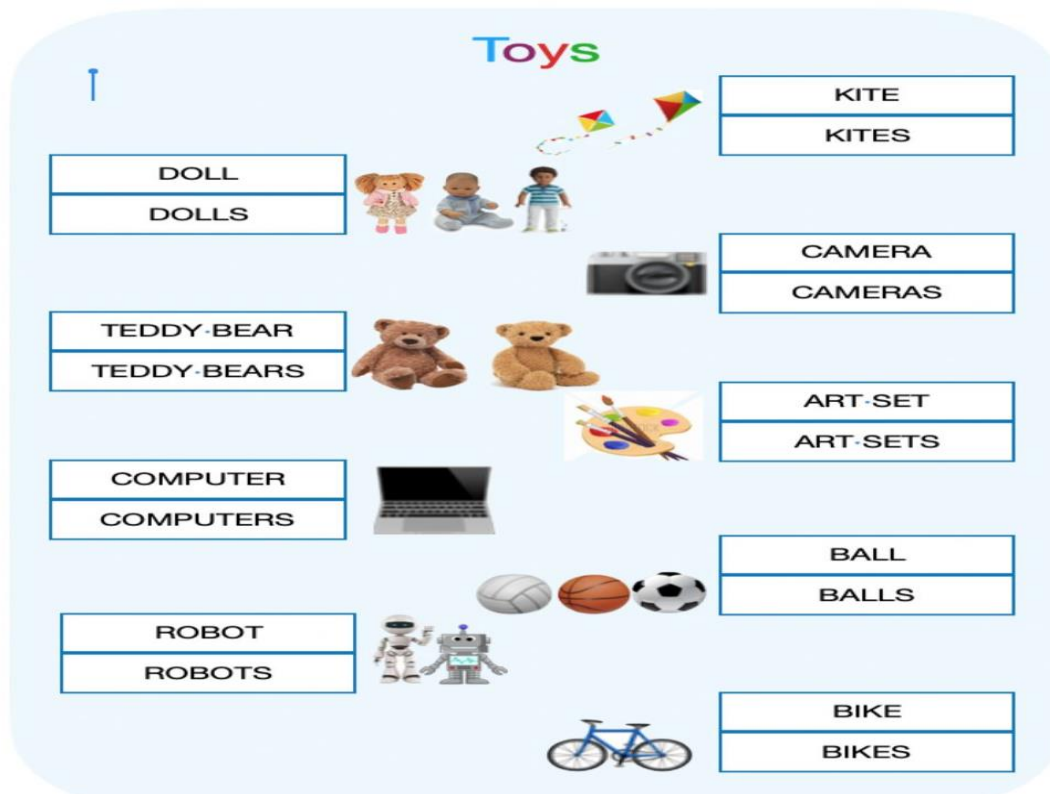 Toys
KITE
KITES
DOLL
DOLLS
CAMERA
CAMERAS
TEDDY·BEAR
TEDDY·BEARS
ART·SET
ART·SETS
COMPUTER
COMPUTERS
BALL
BALLS
ROBOT
ROBOTS
BIKE
BIKES